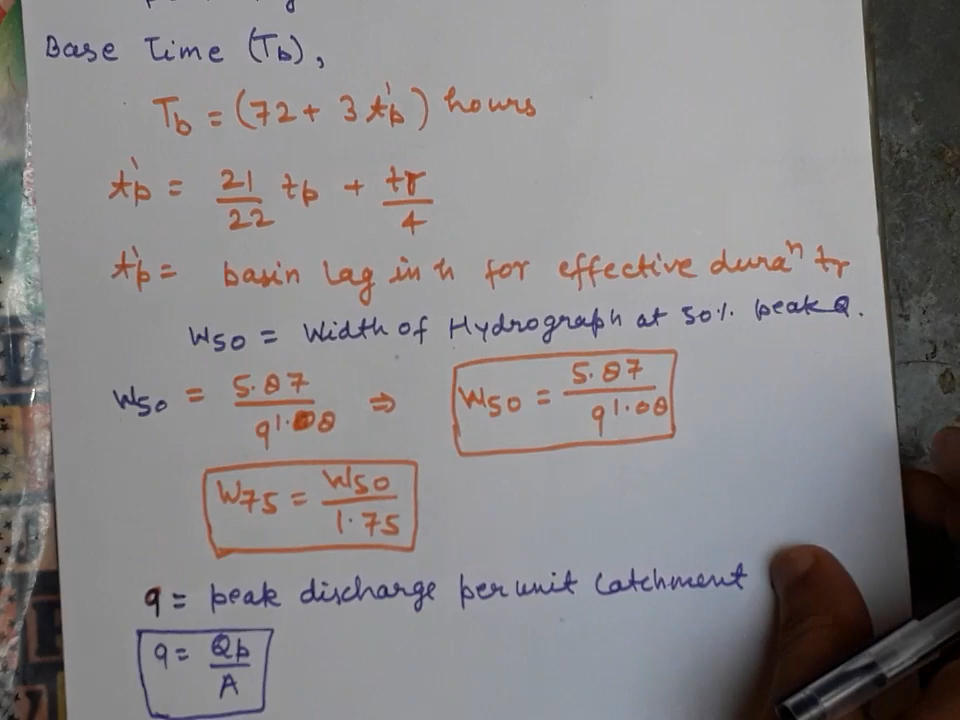 Base Time (Tb),
Tb = (72 + 3 t'p) hours
t'p = 21/22 tp + tr/4
t'p = basin lag in h for effective duraⁿ tr
W50 = Width of Hydrograph at 50% peak Q.
W50 = 5.87/q^1.08 ⇒ W50 = 5.87/q^1.08
W75 = W50/1.75
q = peak discharge per unit Catchment
q = Qp/A